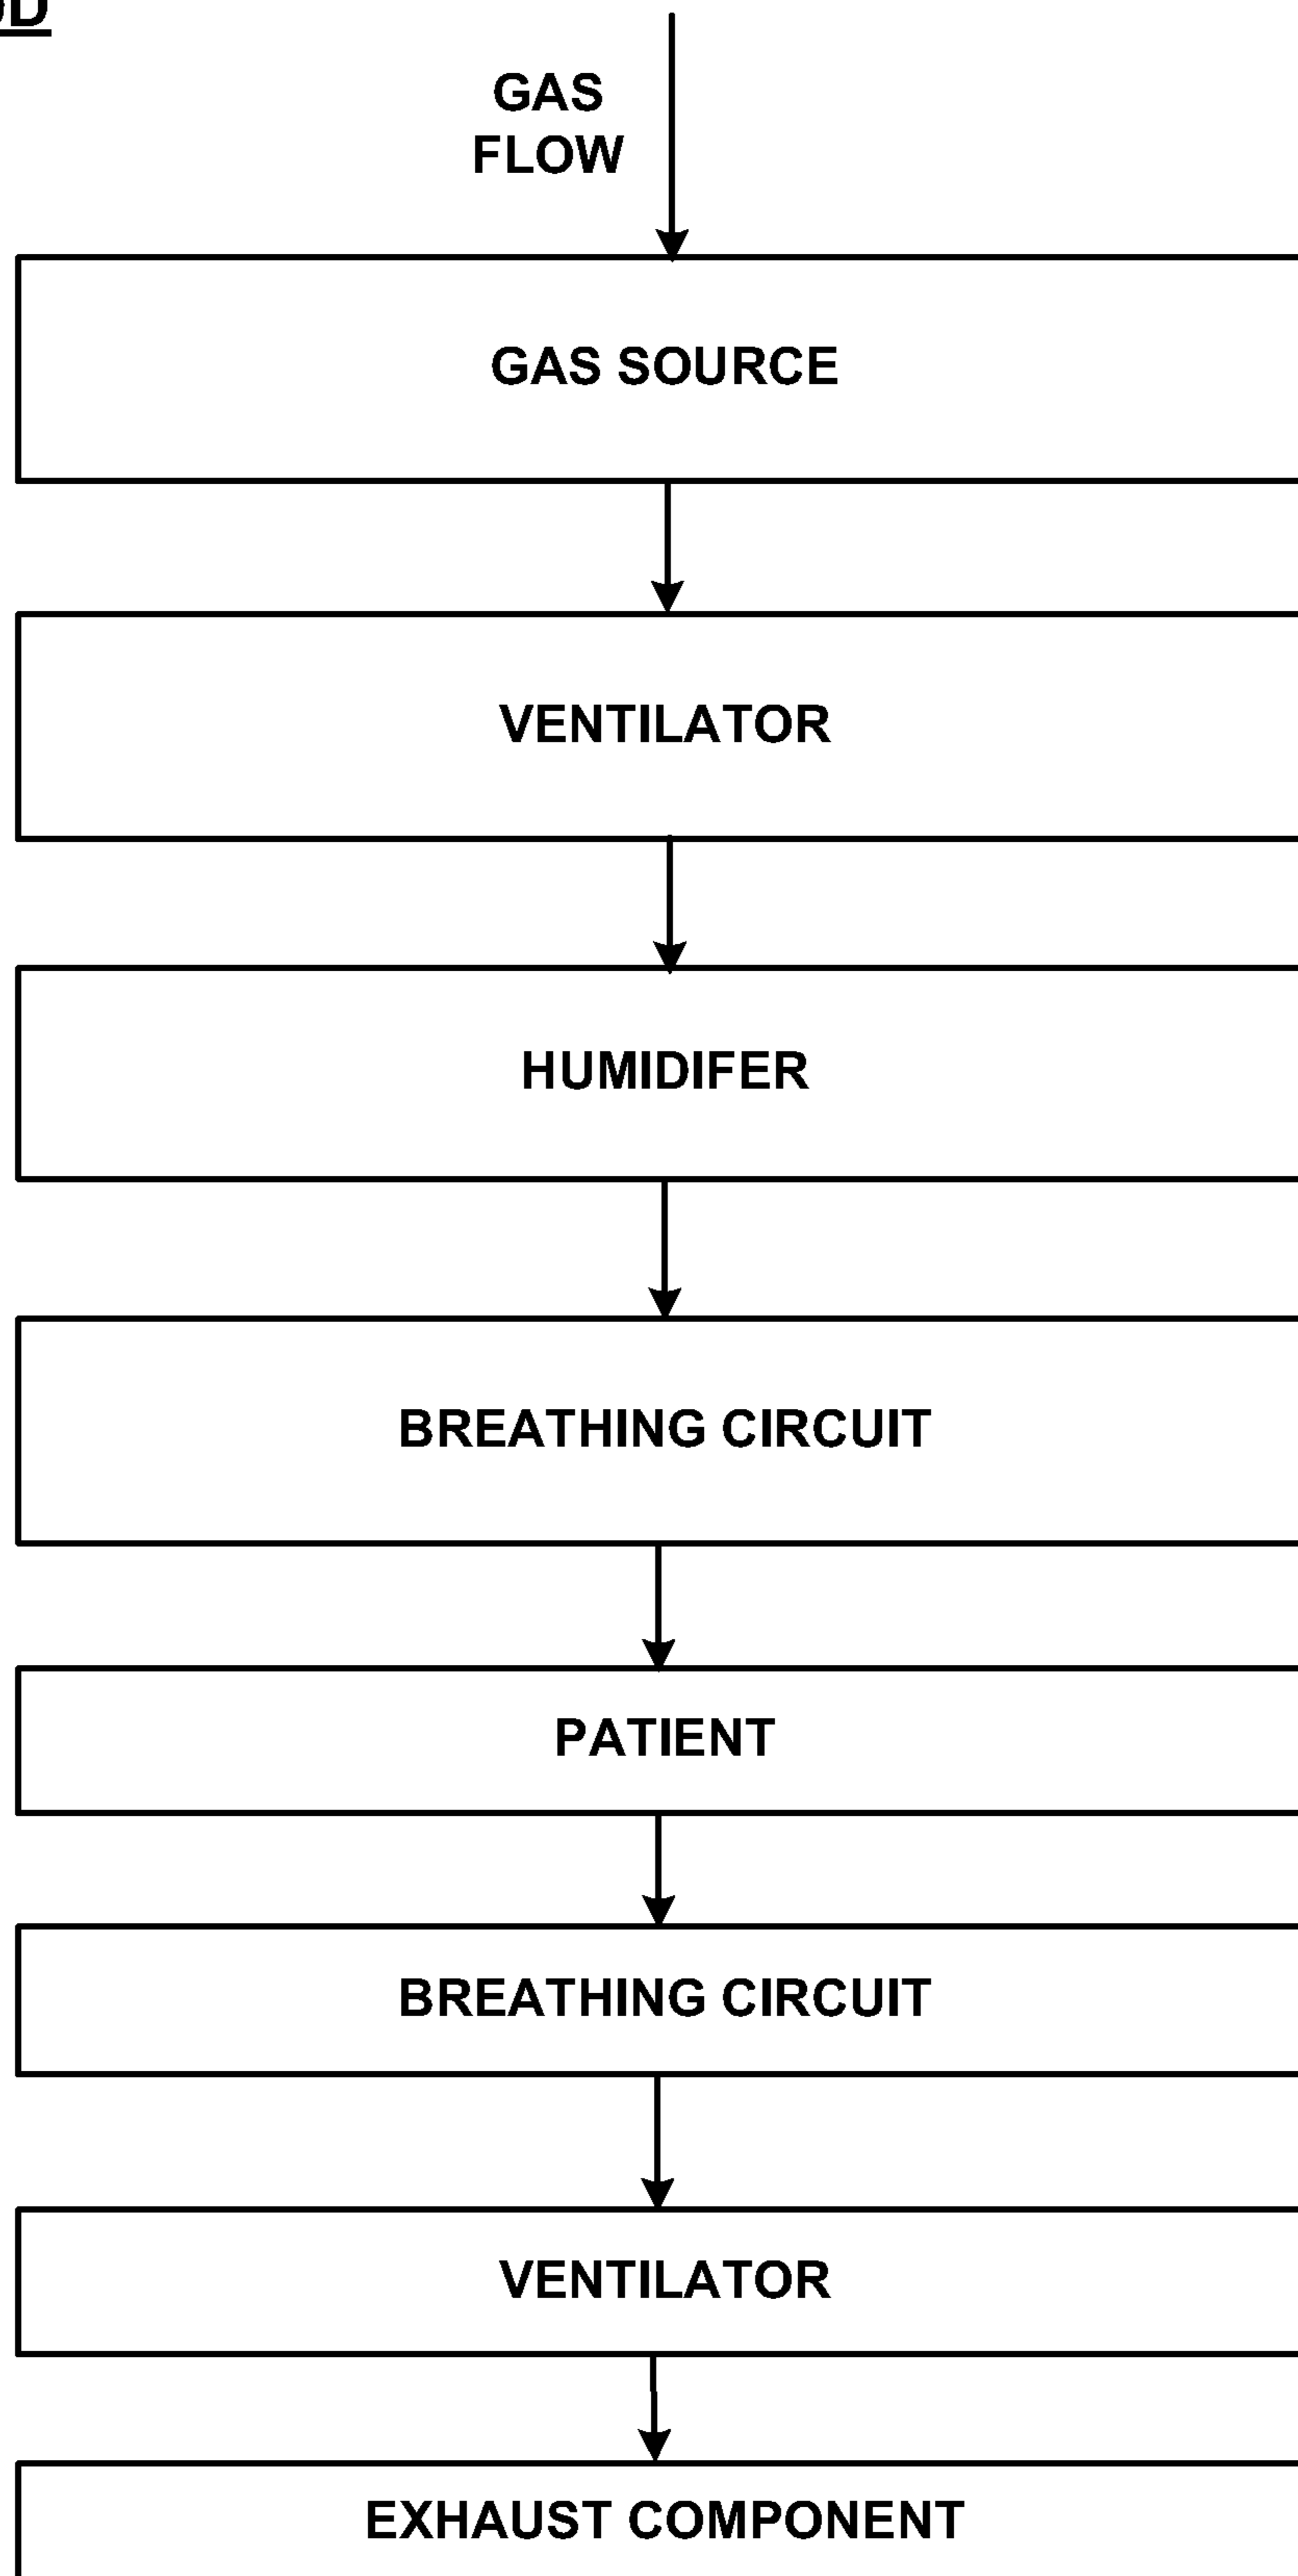 GAS
FLOW
GAS SOURCE
VENTILATOR
HUMIDIFER
BREATHING CIRCUIT
PATIENT
BREATHING CIRCUIT
VENTILATOR
EXHAUST COMPONENT